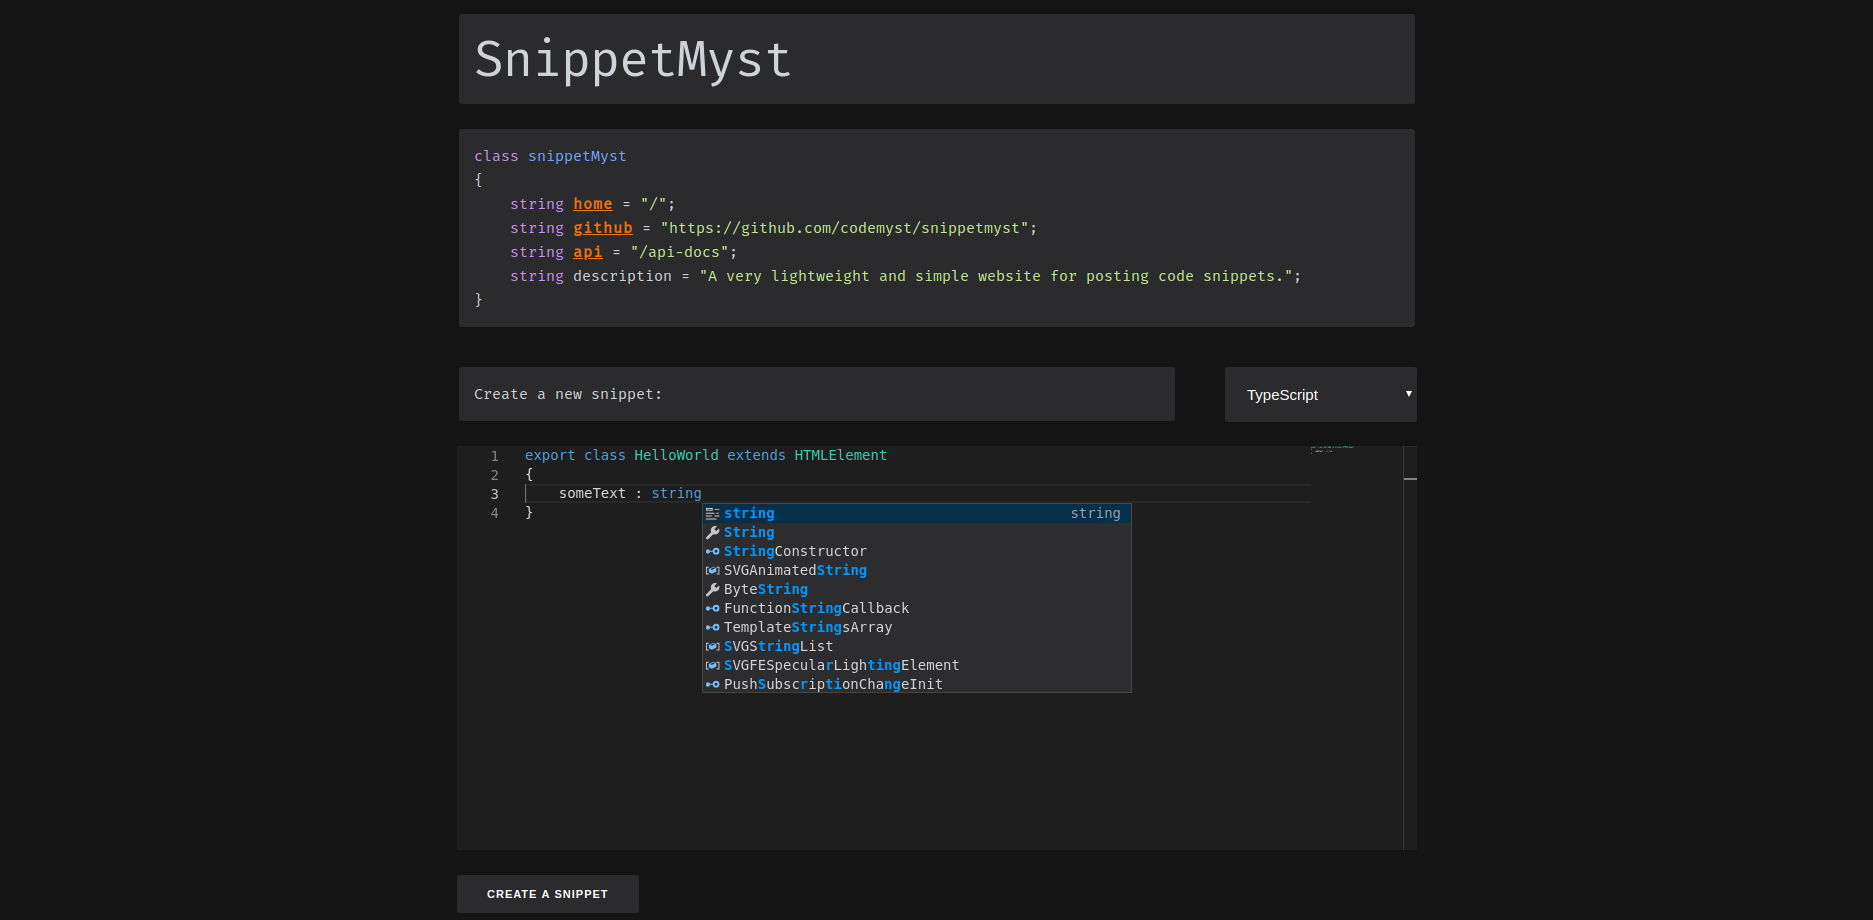 SnippetMyst
class snippetMyst
{
    string home = "/";
    string github = "https://github.com/codemyst/snippetmyst";
    string api = "/api-docs";
    string description = "A very lightweight and simple website for posting code snippets.";
}
Create a new snippet:
TypeScript
1 export class HelloWorld extends HTMLElement
2 {
3     someText : string
4 }
string string
String
StringConstructor
SVGAnimatedString
ByteString
FunctionStringCallback
TemplateStringsArray
SVGStringList
SVGFESpecularLightingElement
PushSubscriptionChangeInit
CREATE A SNIPPET